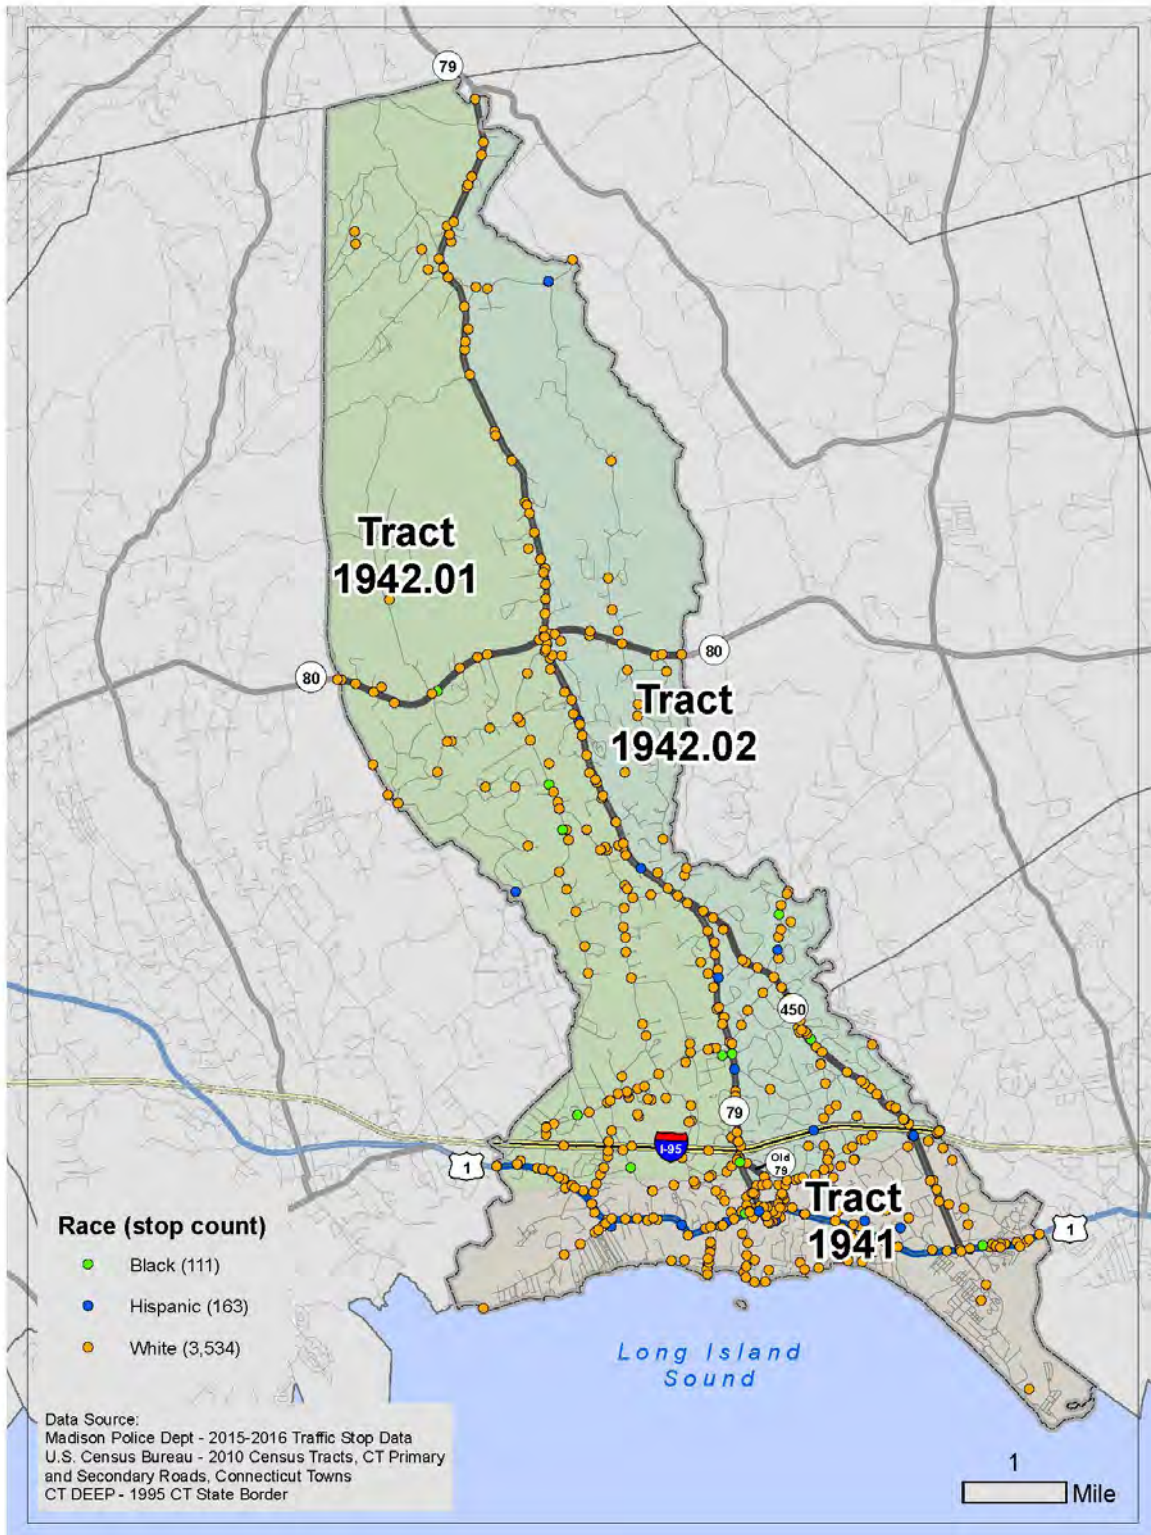 79
Tract
1942.01
80
80
Tract
1942.02
450
79
I-95
Old
79
1
Tract
1941
1
Race (stop count)
Black (111)
Hispanic (163)
White (3,534)
Long Island
Sound
Data Source:
Madison Police Dept - 2015-2016 Traffic Stop Data
U.S. Census Bureau - 2010 Census Tracts, CT Primary
and Secondary Roads, Connecticut Towns
CT DEEP - 1995 CT State Border
1
Mile